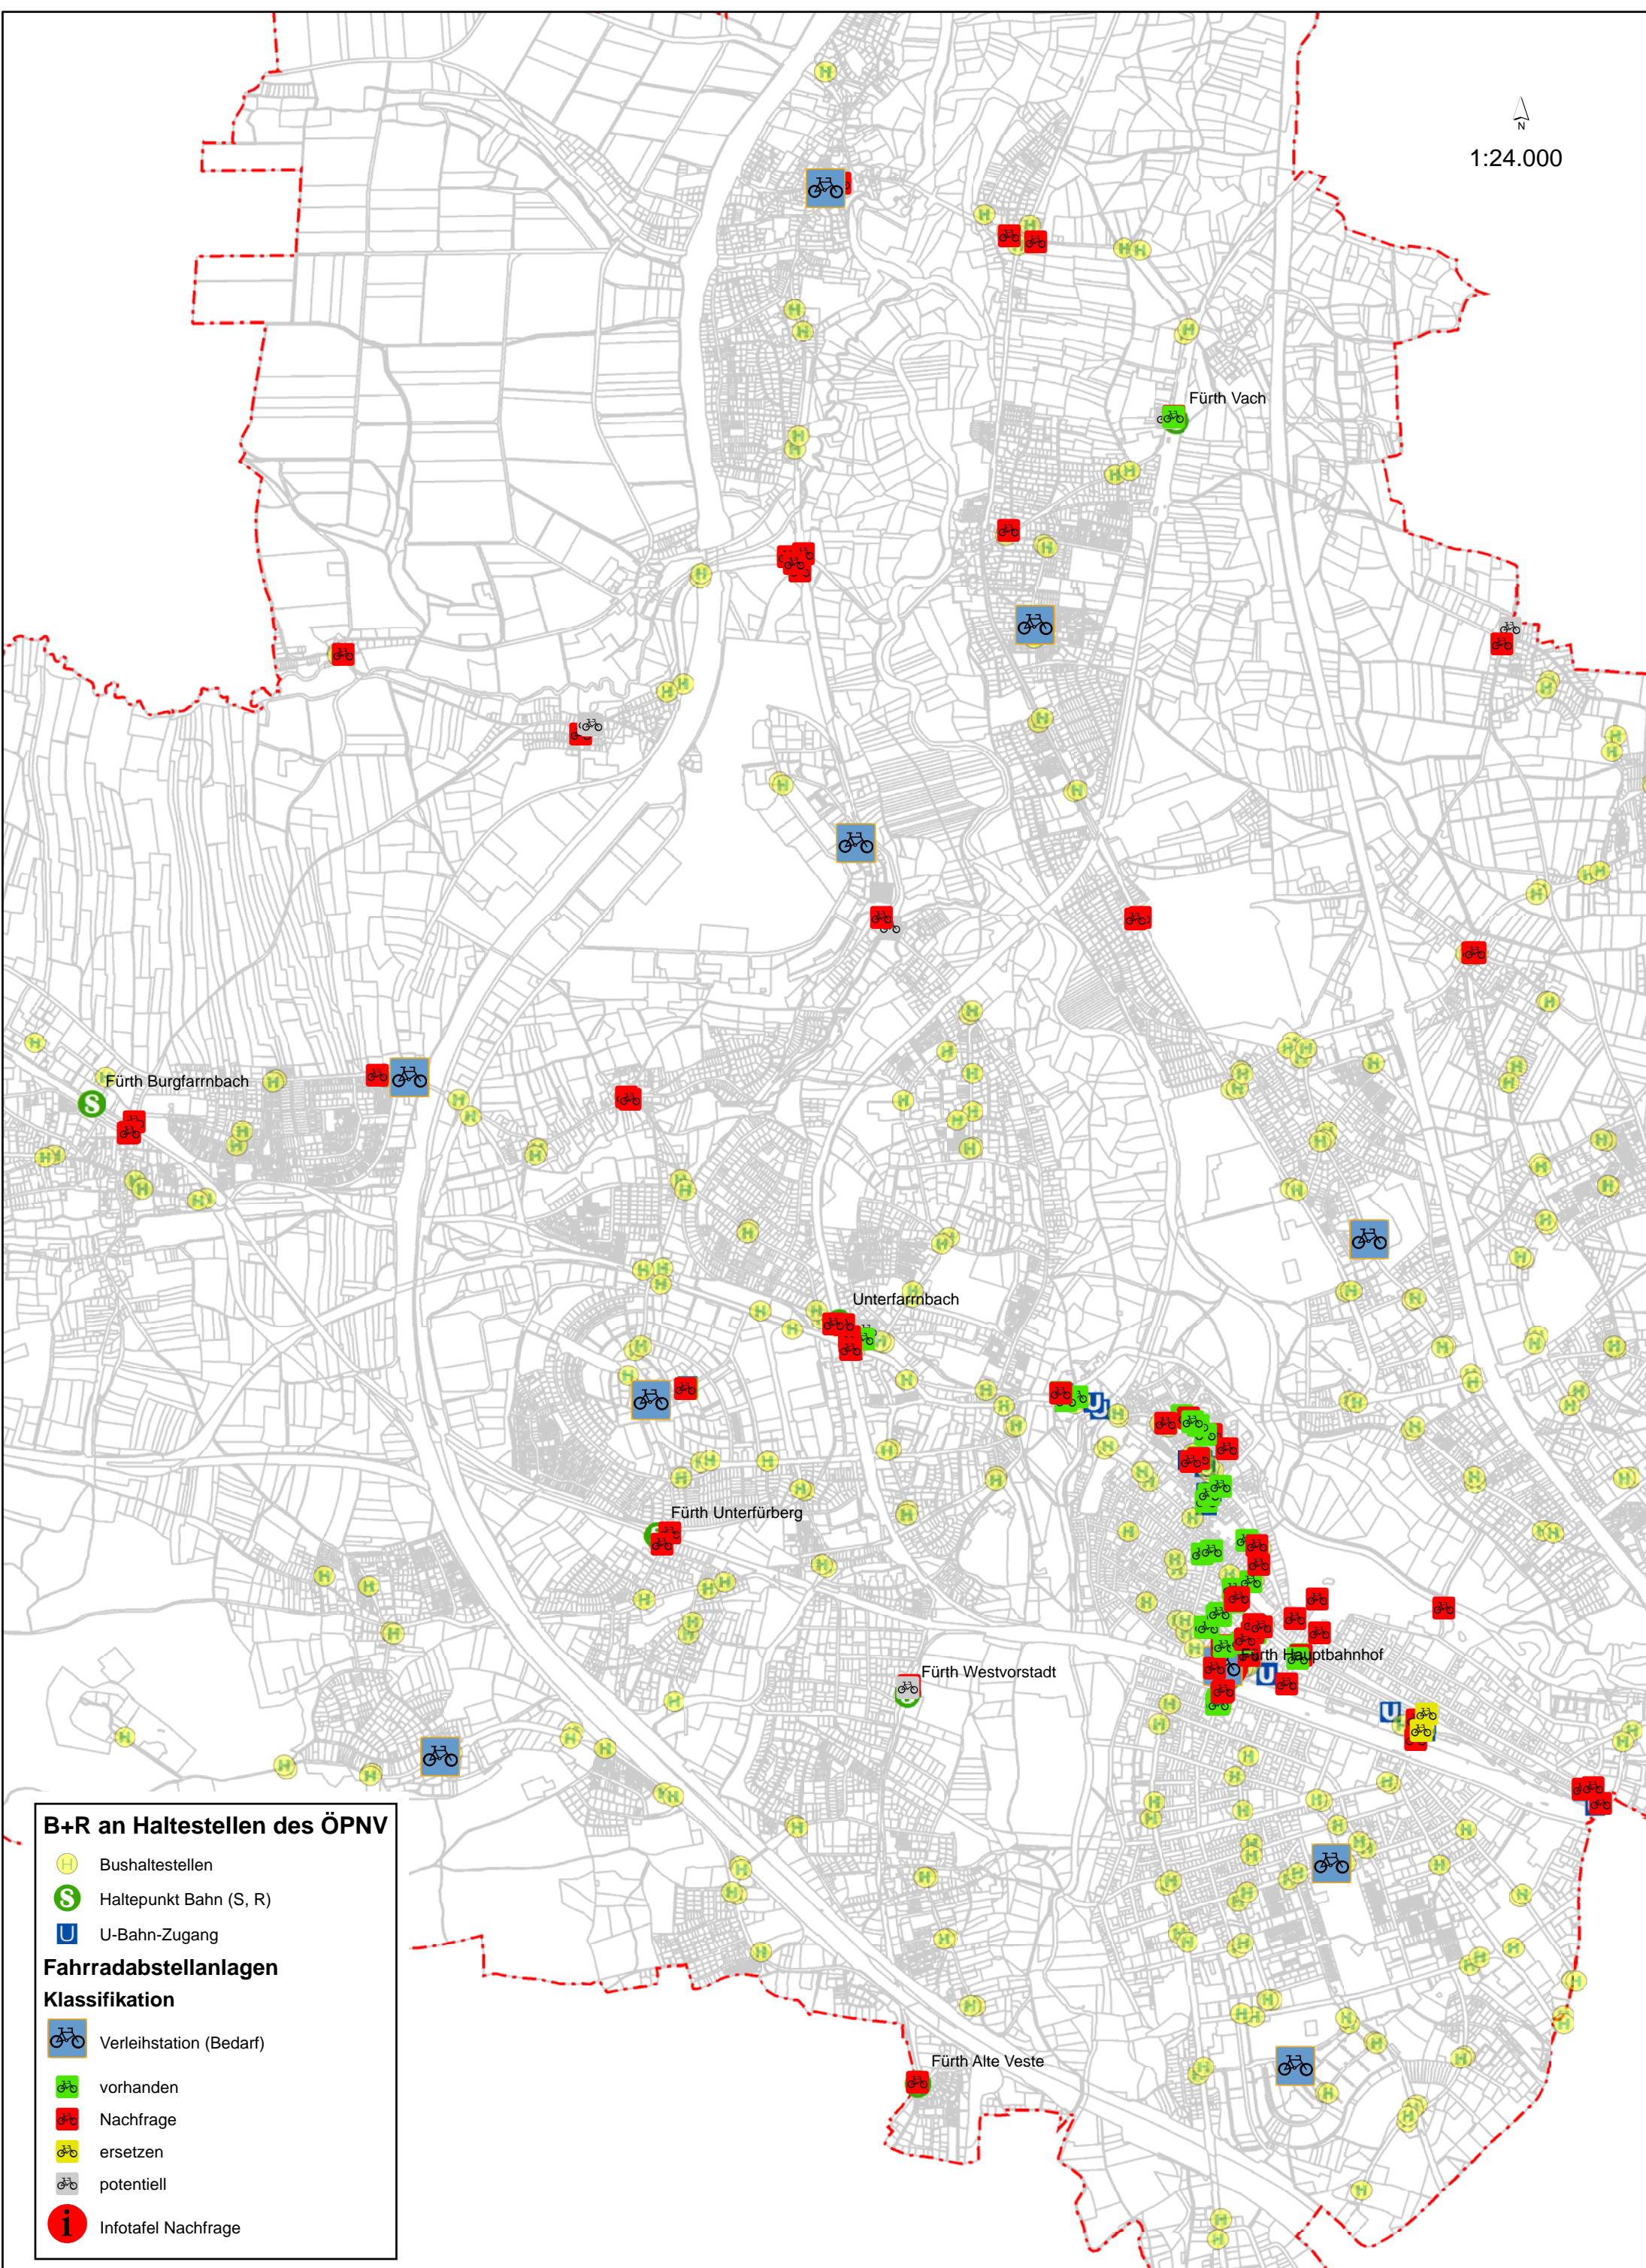 N
1:24.000
Fürth Vach
Fürth Burgfarrnbach
S
Unterfarrnbach
U
Fürth Unterfürberg
Fürth Hauptbahnhof
U
Fürth Westvorstadt
U
Fürth Alte Veste
B+R an Haltestellen des ÖPNV
H Bushaltestellen
S Haltepunkt Bahn (S, R)
U U-Bahn-Zugang
Fahrradabstellanlagen
Klassifikation
Verleihstation (Bedarf)
vorhanden
Nachfrage
ersetzen
potentiell
i Infotafel Nachfrage